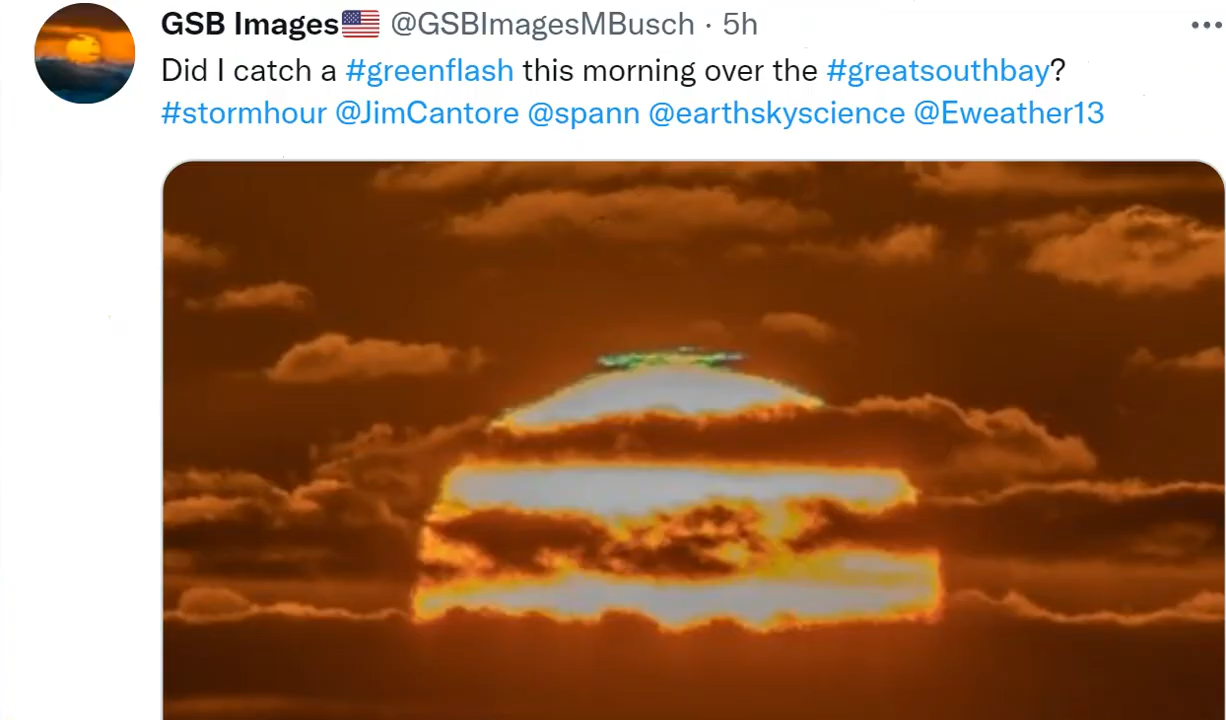 GSB Images🇺🇸 @GSBImagesMBusch · 5h
Did I catch a #greenflash this morning over the #greatsouthbay?
#stormhour @JimCantore @spann @earthskyscience @Eweather13